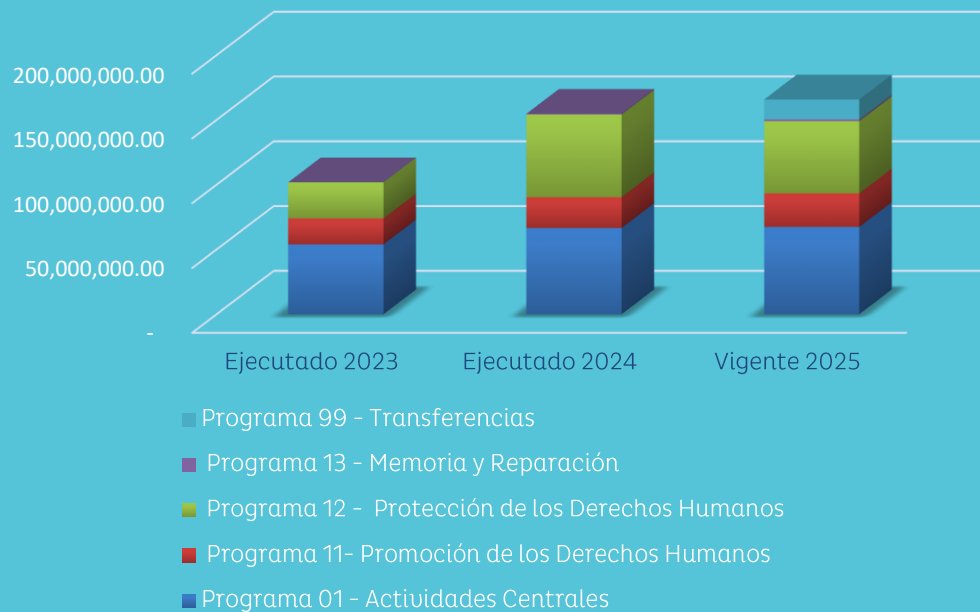 200,000,000.00
150,000,000.00
100,000,000.00
50,000,000.00
-
Ejecutado 2023 Ejecutado 2024 Vigente 2025
Programa 99 - Transferencias
Programa 13 - Memoria y Reparación
Programa 12 - Protección de los Derechos Humanos
Programa 11- Promoción de los Derechos Humanos
Programa 01 - Actividades Centrales